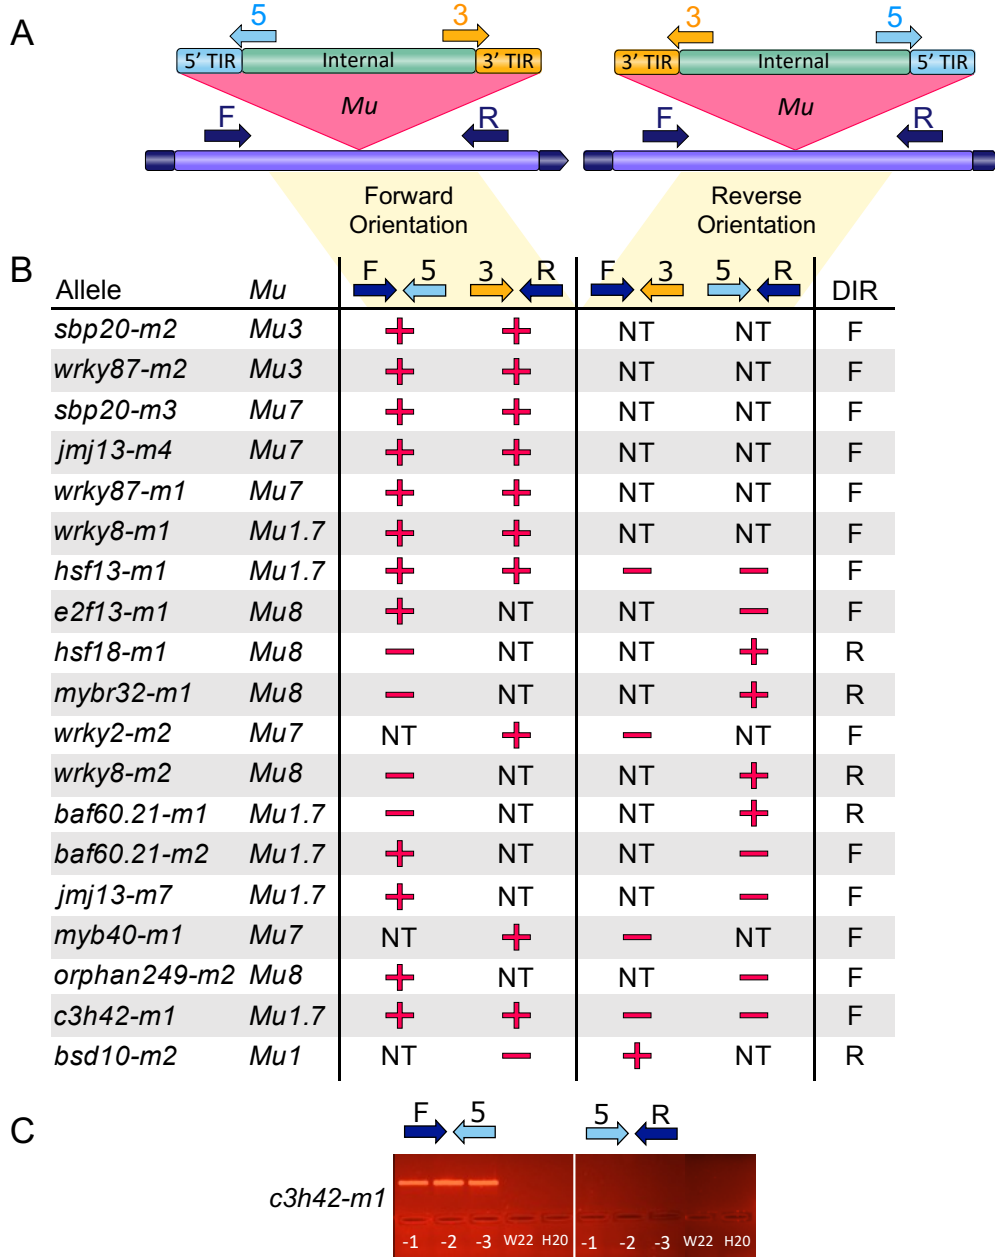 A
5 3 3 5
5’ TIR Internal 3’ TIR 3’ TIR Internal 5’ TIR
Mu Mu
F R F R
Forward Orientation
Reverse Orientation
B
Allele Mu F 5 3 R F 3 5 R DIR
sbp20-m2 Mu3 + + NT NT F
wrky87-m2 Mu3 + + NT NT F
sbp20-m3 Mu7 + + NT NT F
jmj13-m4 Mu7 + + NT NT F
wrky87-m1 Mu7 + + NT NT F
wrky8-m1 Mu1.7 + + NT NT F
hsf13-m1 Mu1.7 + + − − F
e2f13-m1 Mu8 + NT NT − F
hsf18-m1 Mu8 − NT NT + R
mybr32-m1 Mu8 − NT NT + R
wrky2-m2 Mu7 NT + − NT F
wrky8-m2 Mu8 − NT NT + R
baf60.21-m1 Mu1.7 − NT NT + R
baf60.21-m2 Mu1.7 + NT NT − F
jmj13-m7 Mu1.7 + NT NT − F
myb40-m1 Mu7 NT + − NT F
orphan249-m2 Mu8 + NT NT − F
c3h42-m1 Mu1.7 + + − − F
bsd10-m2 Mu1 NT − + NT R
C
F 5 5 R
c3h42-m1
-1 -2 -3 W22 H20 -1 -2 -3 W22 H20